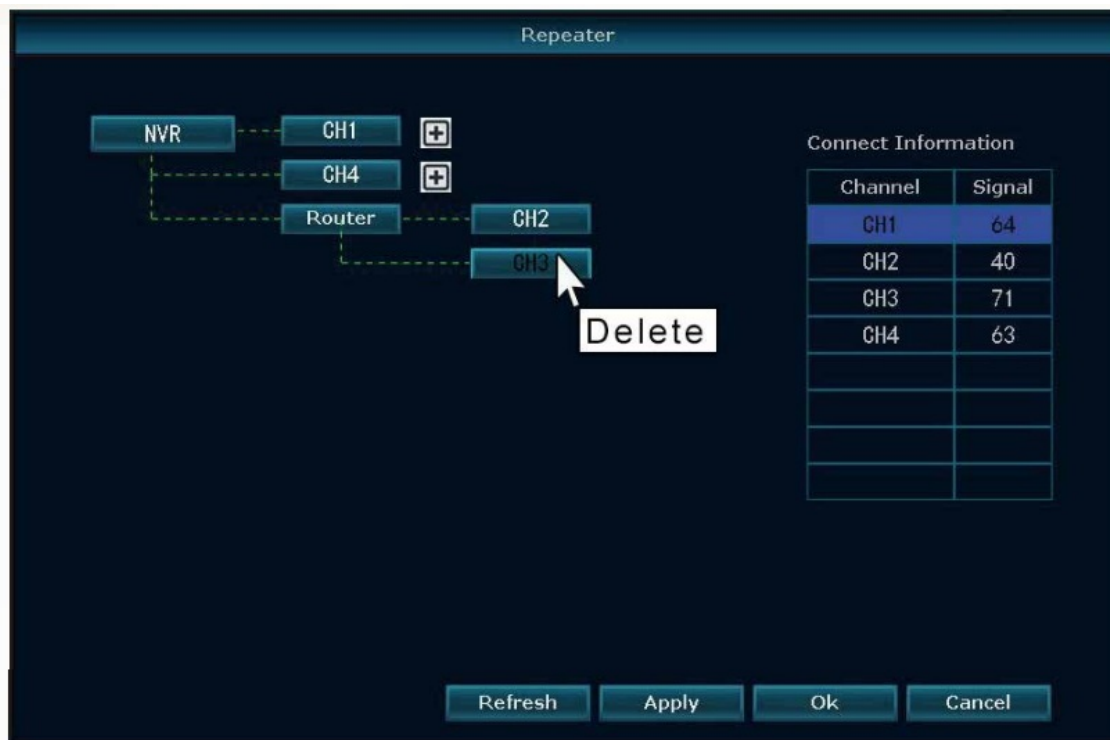 Repeater
NVR CH1
CH4
Router CH2
CH3
Delete
Connect Information
Channel Signal
CH1 64
CH2 40
CH3 71
CH4 63
Refresh Apply Ok Cancel